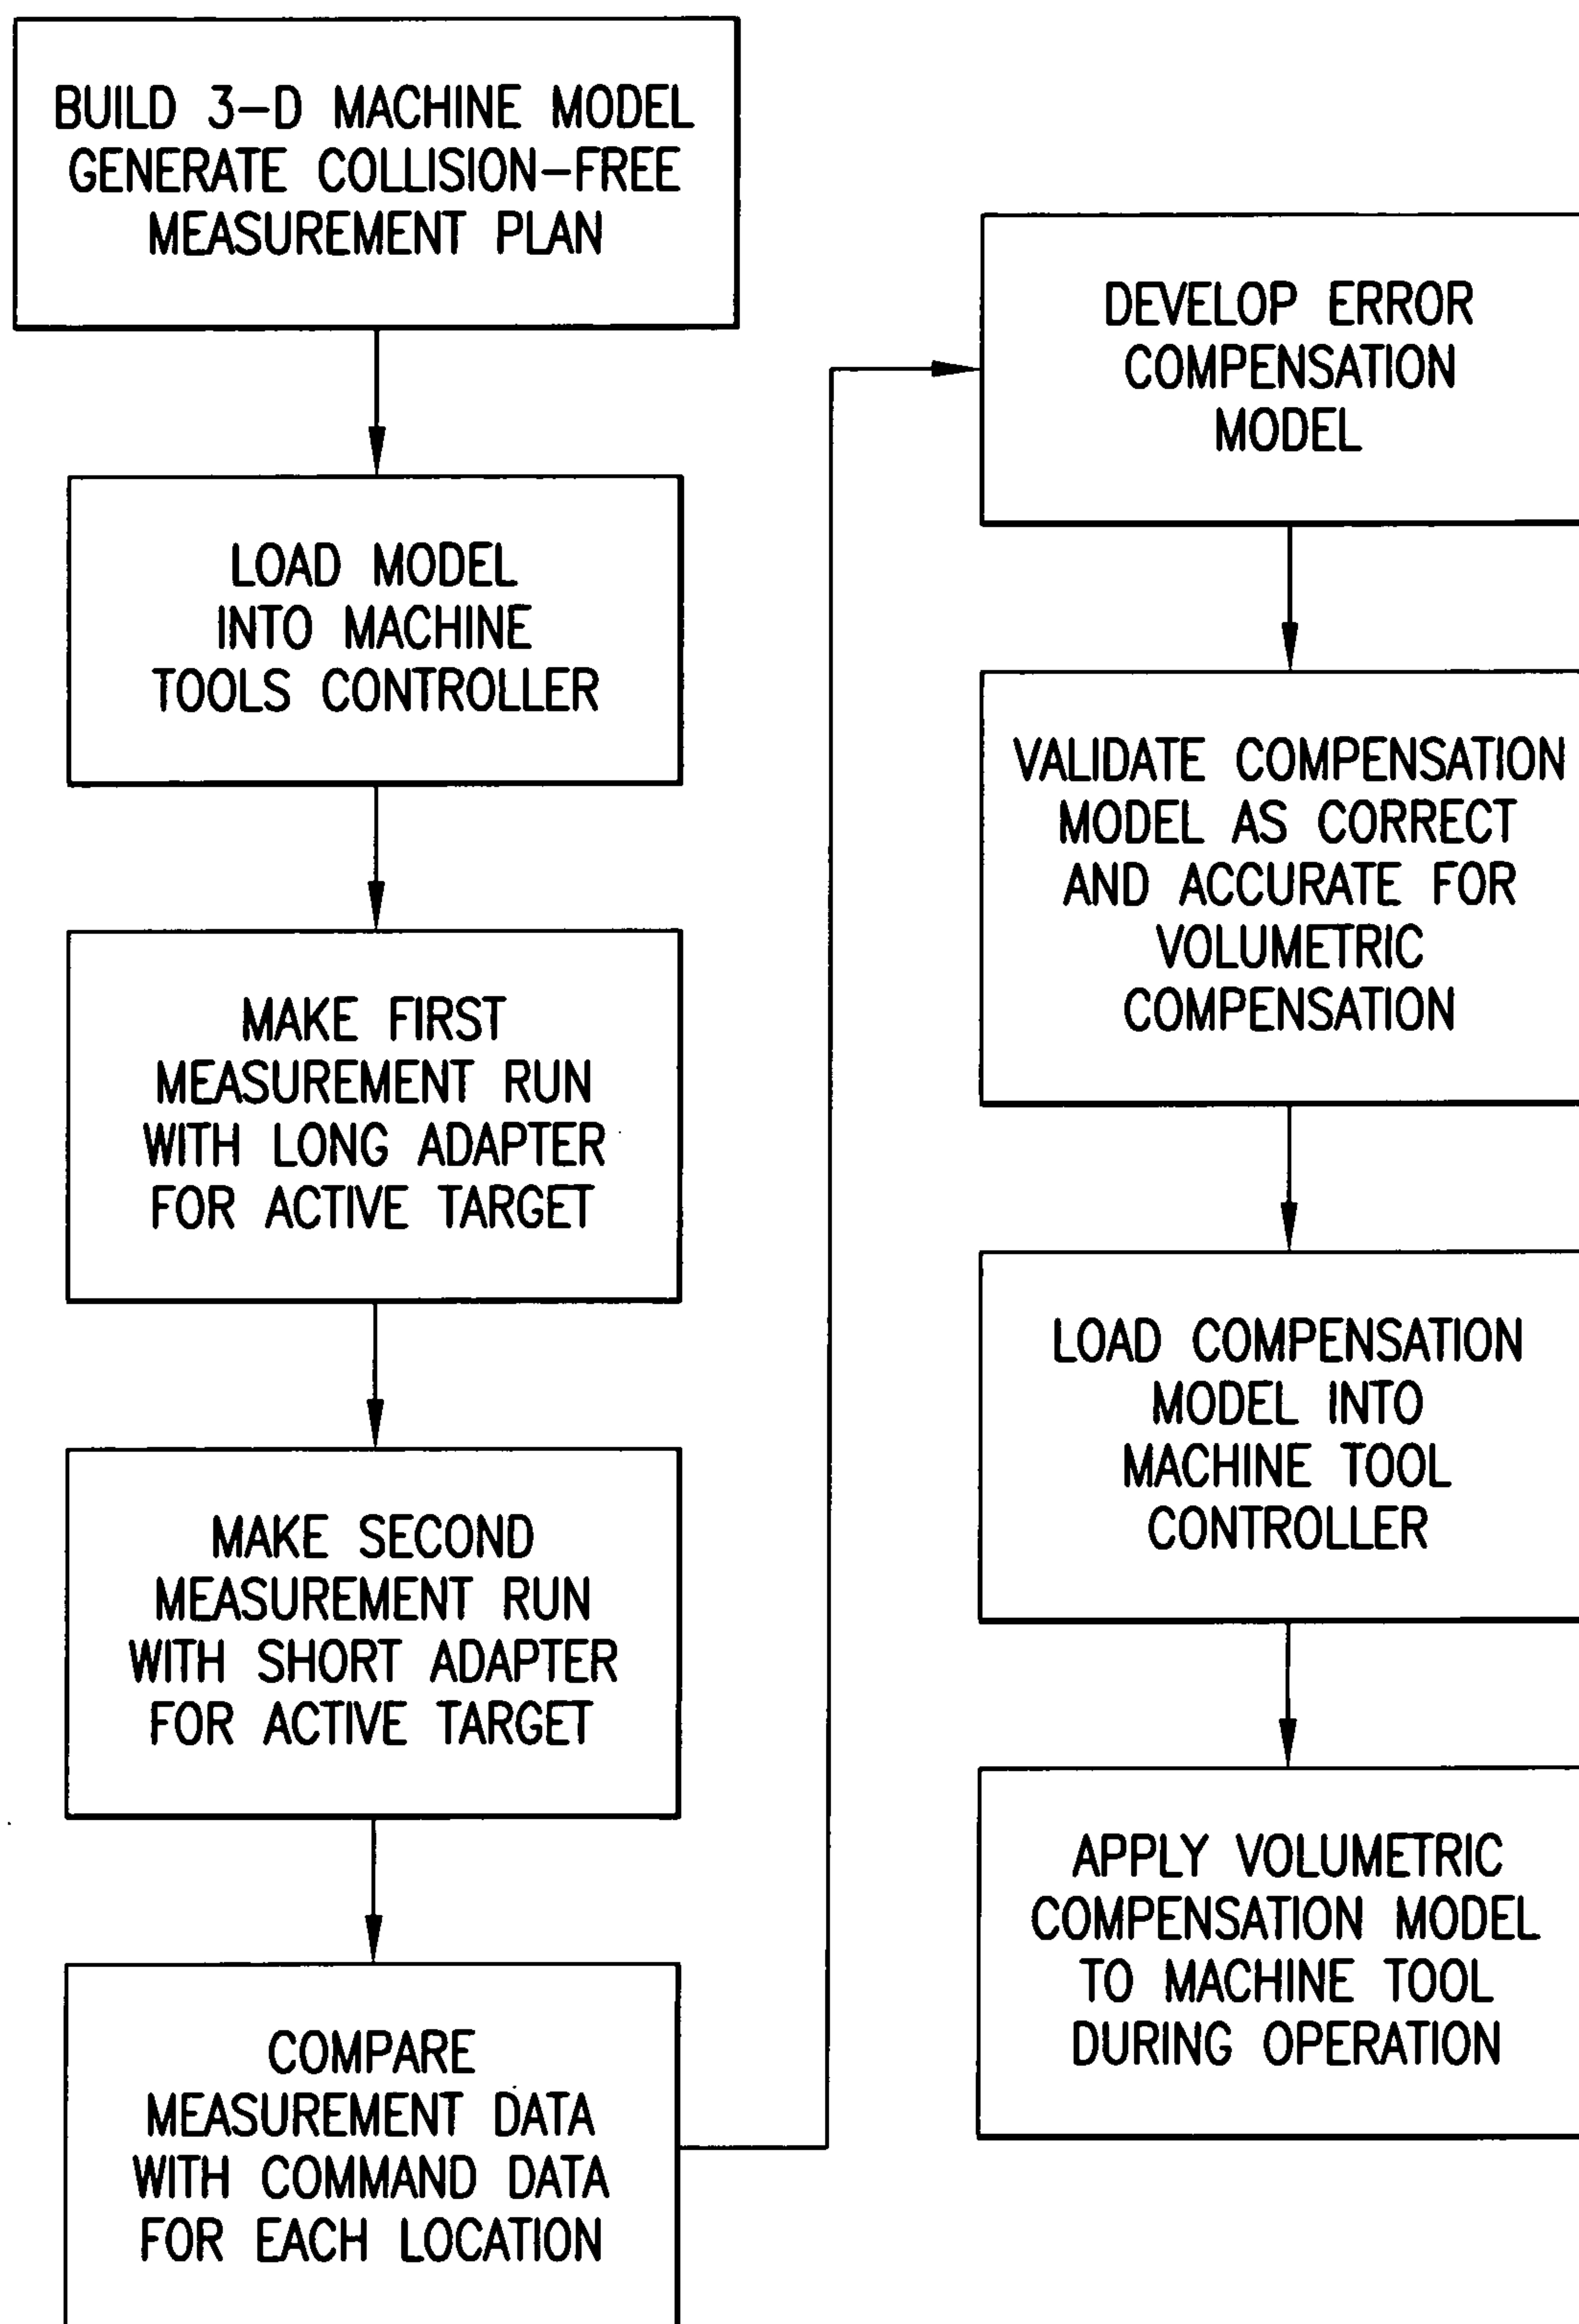 BUILD 3-D MACHINE MODEL
GENERATE COLLISION-FREE
MEASUREMENT PLAN
LOAD MODEL
INTO MACHINE
TOOLS CONTROLLER
MAKE FIRST
MEASUREMENT RUN
WITH LONG ADAPTER
FOR ACTIVE TARGET
MAKE SECOND
MEASUREMENT RUN
WITH SHORT ADAPTER
FOR ACTIVE TARGET
COMPARE
MEASUREMENT DATA
WITH COMMAND DATA
FOR EACH LOCATION
DEVELOP ERROR
COMPENSATION
MODEL
VALIDATE COMPENSATION
MODEL AS CORRECT
AND ACCURATE FOR
VOLUMETRIC
COMPENSATION
LOAD COMPENSATION
MODEL INTO
MACHINE TOOL
CONTROLLER
APPLY VOLUMETRIC
COMPENSATION MODEL
TO MACHINE TOOL
DURING OPERATION